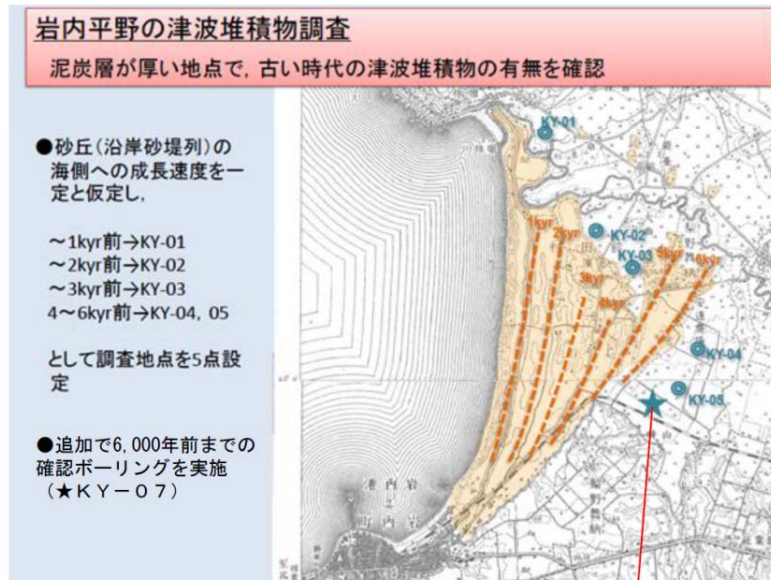 岩内平野の津波堆積物調査
泥炭層が厚い地点で，古い時代の津波堆積物の有無を確認
●砂丘（沿岸砂堤列）の
海側への成長速度を一
定と仮定し，
～1kyr前→KY-01
～2kyr前→KY-02
～3kyr前→KY-03
4～6kyr前→KY-04，05
として調査地点を5点設
定
●追加で6,000年前までの
確認ボーリングを実施
（★ＫＹ－０７）
KY-01
KY-02
KY-03
KY-04
KY-05
1kyr
2kyr
3kyr
4kyr
5kyr
6kyr
港内岩
町内岩